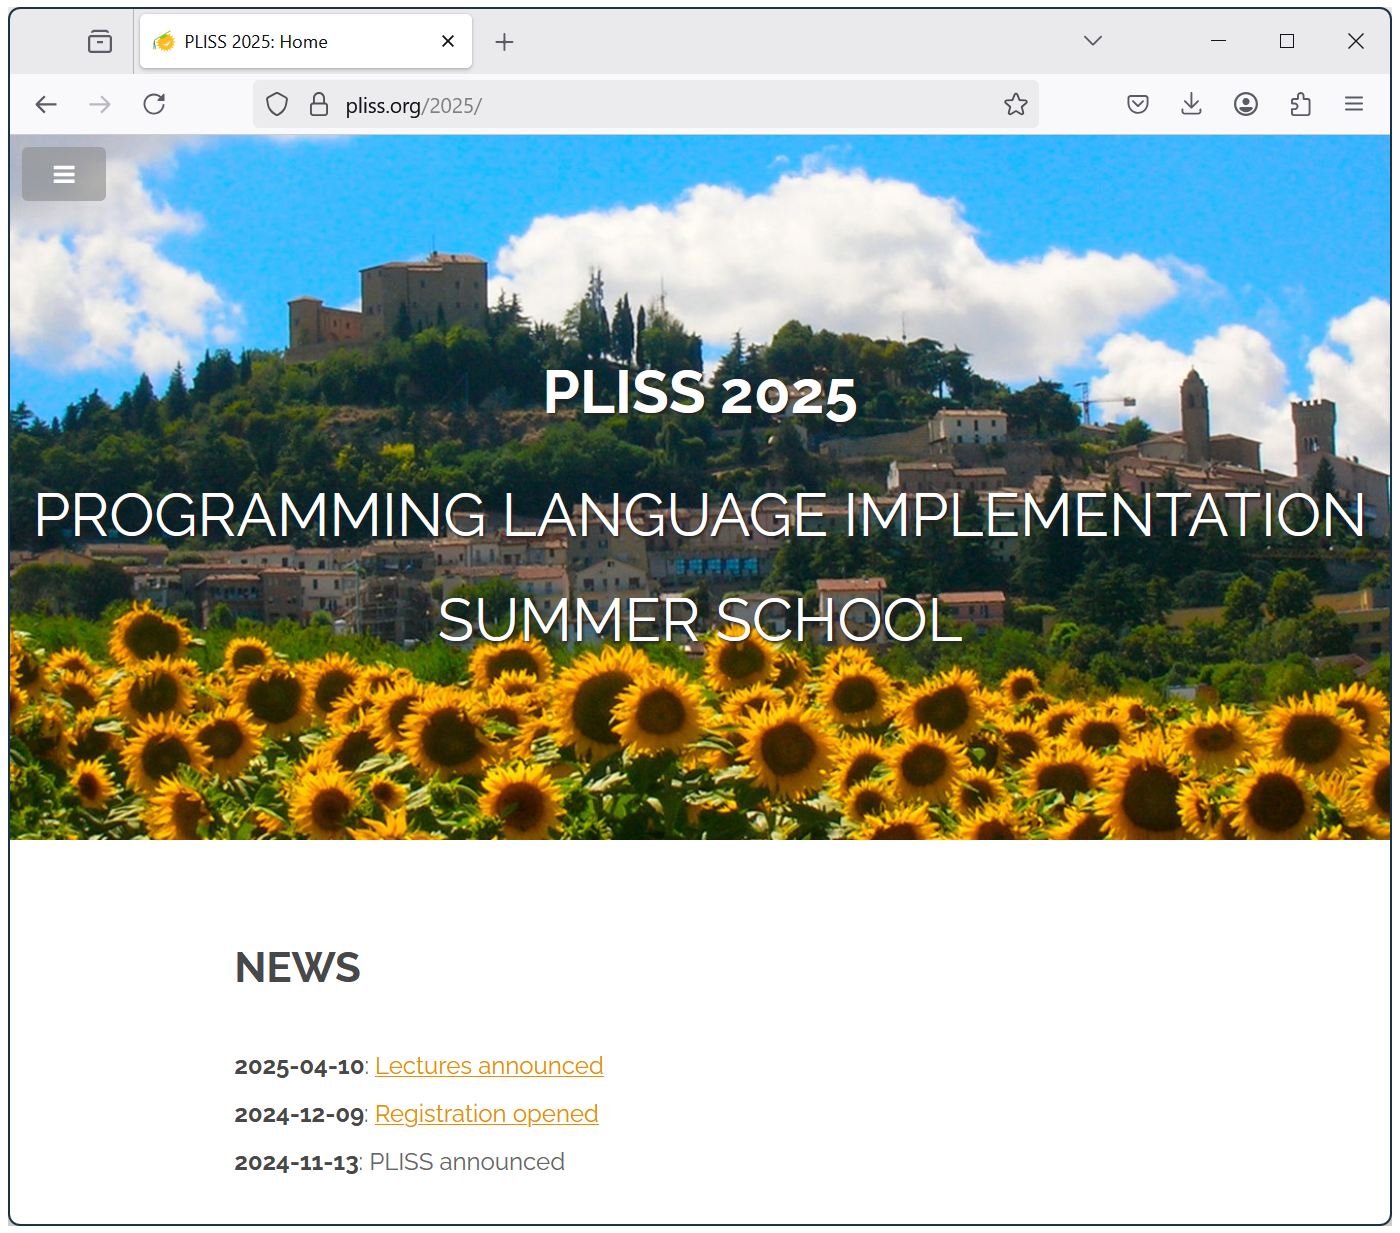 PLISS 2025: Home
pliss.org/2025/
PLISS 2025
PROGRAMMING LANGUAGE IMPLEMENTATION
SUMMER SCHOOL
NEWS
2025-04-10: Lectures announced
2024-12-09: Registration opened
2024-11-13: PLISS announced